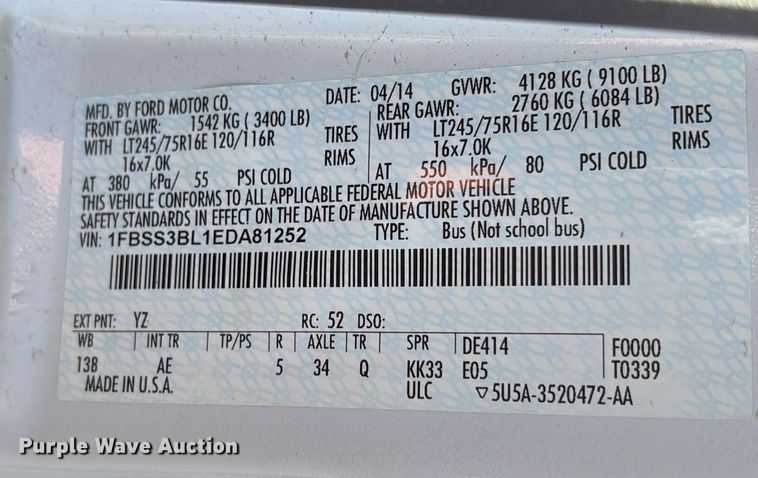 MFD. BY FORD MOTOR CO. DATE: 04/14 GVWR: 4128 KG ( 9100 LB)
FRONT GAWR: 1542 KG ( 3400 LB) REAR GAWR: 2760 KG ( 6084 LB)
WITH LT245/75R16E 120/116R TIRES WITH LT245/75R16E 120/116R TIRES
16x7.0K RIMS 16x7.0K RIMS
AT 380 kPa/ 55 PSI COLD AT 550 kPa/ 80 PSI COLD
THIS VEHICLE CONFORMS TO ALL APPLICABLE FEDERAL MOTOR VEHICLE
SAFETY STANDARDS IN EFFECT ON THE DATE OF MANUFACTURE SHOWN ABOVE.
VIN: 1FBSS3BL1EDA81252 TYPE: Bus (Not school bus)
EXT PNT: YZ RC: 52 DSO:
WB INT TR TP/PS R AXLE TR SPR DE414 F0000
138 AE 5 34 Q KK33 E05 T0339
MADE IN U.S.A. ULC ▽5U5A-3520472-AA
Purple Wave Auction